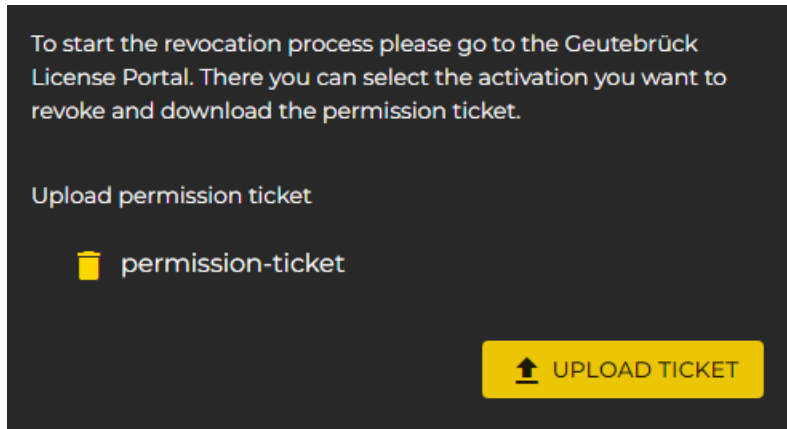 To start the revocation process please go to the Geutebrück
License Portal. There you can select the activation you want to
revoke and download the permission ticket.
Upload permission ticket
permission-ticket
UPLOAD TICKET